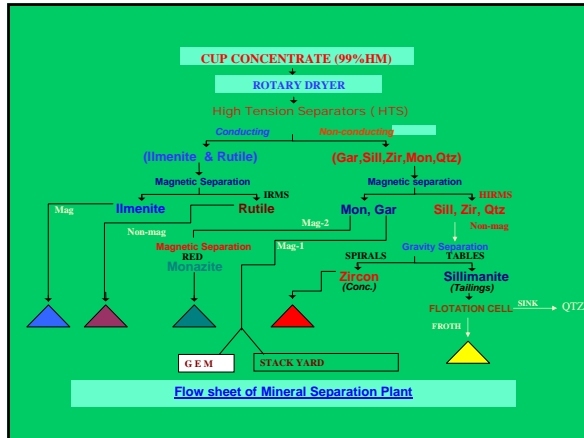 CUP CONCENTRATE (99%HM)
ROTARY DRYER
High Tension Separators ( HTS)
Conducting Non-conducting
(Ilmenite & Rutile) (Gar,Sill,Zir,Mon,Qtz)
Magnetic Separation Magnetic separation
IRMS HIRMS
Mag Ilmenite Rutile Mon, Gar Sill, Zir, Qtz
Non-mag Mag-2 Non-mag
Magnetic Separation Mag-1 Gravity Separation
RED SPIRALS TABLES
Monazite Zircon Sillimanite
(Conc.) (Tailings)
FLOTATION CELL SINK QTZ
FROTH
G E M STACK YARD
Flow sheet of Mineral Separation Plant